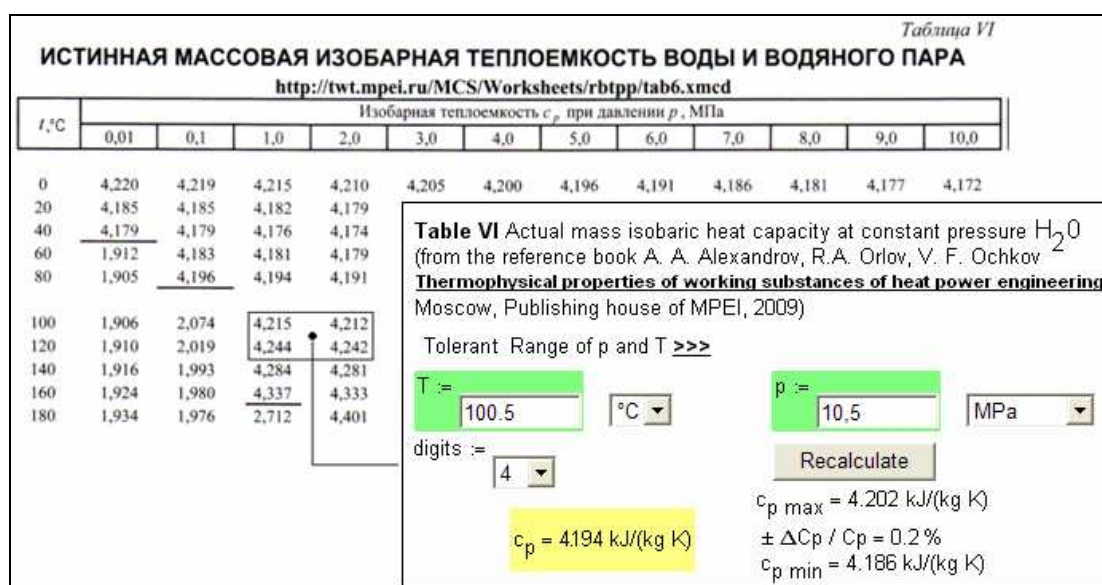 Таблица VI
ИСТИННАЯ МАССОВАЯ ИЗОБАРНАЯ ТЕПЛОЕМКОСТЬ ВОДЫ И ВОДЯНОГО ПАРА
http://twt.mpei.ru/MCS/Worksheets/rbtpp/tab6.xmcd
t,°C Изобарная теплоемкость cp при давлении p, МПа
0,01 0,1 1,0 2,0 3,0 4,0 5,0 6,0 7,0 8,0 9,0 10,0
0 4,220 4,219 4,215 4,210 4,205 4,200 4,196 4,191 4,186 4,181 4,177 4,172
20 4,185 4,185 4,182 4,179
40 4,179 4,179 4,176 4,174
60 1,912 4,183 4,181 4,179
80 1,905 4,196 4,194 4,191
100 1,906 2,074 4,215 4,212
120 1,910 2,019 4,244 4,242
140 1,916 1,993 4,284 4,281
160 1,924 1,980 4,337 4,333
180 1,934 1,976 2,712 4,401
Table VI Actual mass isobaric heat capacity at constant pressure H2O
(from the reference book A. A. Alexandrov, R.A. Orlov, V. F. Ochkov
Thermophysical properties of working substances of heat power engineering
Moscow, Publishing house of MPEI, 2009)
Tolerant Range of p and T >>>
T := 100.5 °C p := 10,5 MPa
digits := 4 Recalculate
cp = 4.194 kJ/(kg K)
cp max = 4.202 kJ/(kg K)
± ΔCp / Cp = 0.2 %
cp min = 4.186 kJ/(kg K)